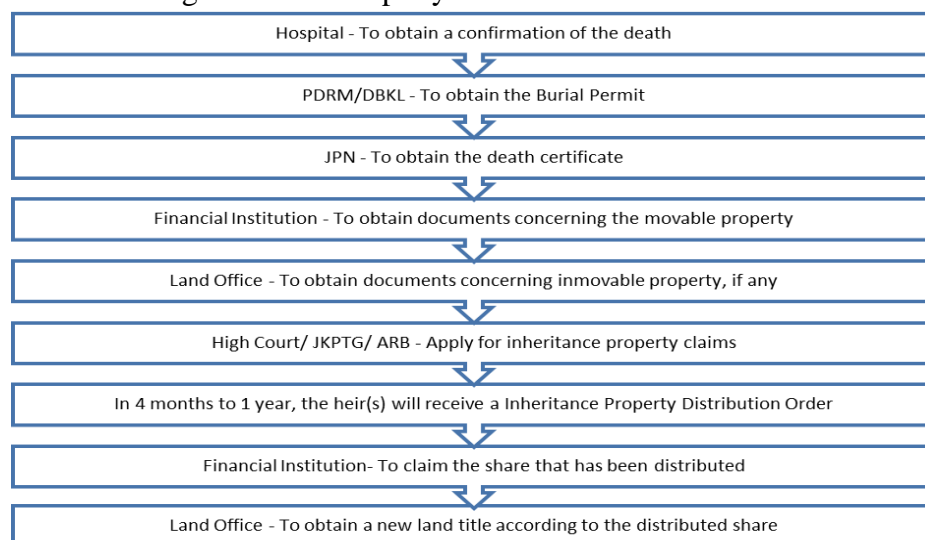 Hospital - To obtain a confirmation of the death
PDRM/DBKL - To obtain the Burial Permit
JPN - To obtain the death certificate
Financial Institution - To obtain documents concerning the movable property
Land Office - To obtain documents concerning inmovable property, if any
High Court/ JKPTG/ ARB - Apply for inheritance property claims
In 4 months to 1 year, the heir(s) will receive a Inheritance Property Distribution Order
Financial Institution- To claim the share that has been distributed
Land Office - To obtain a new land title according to the distributed share